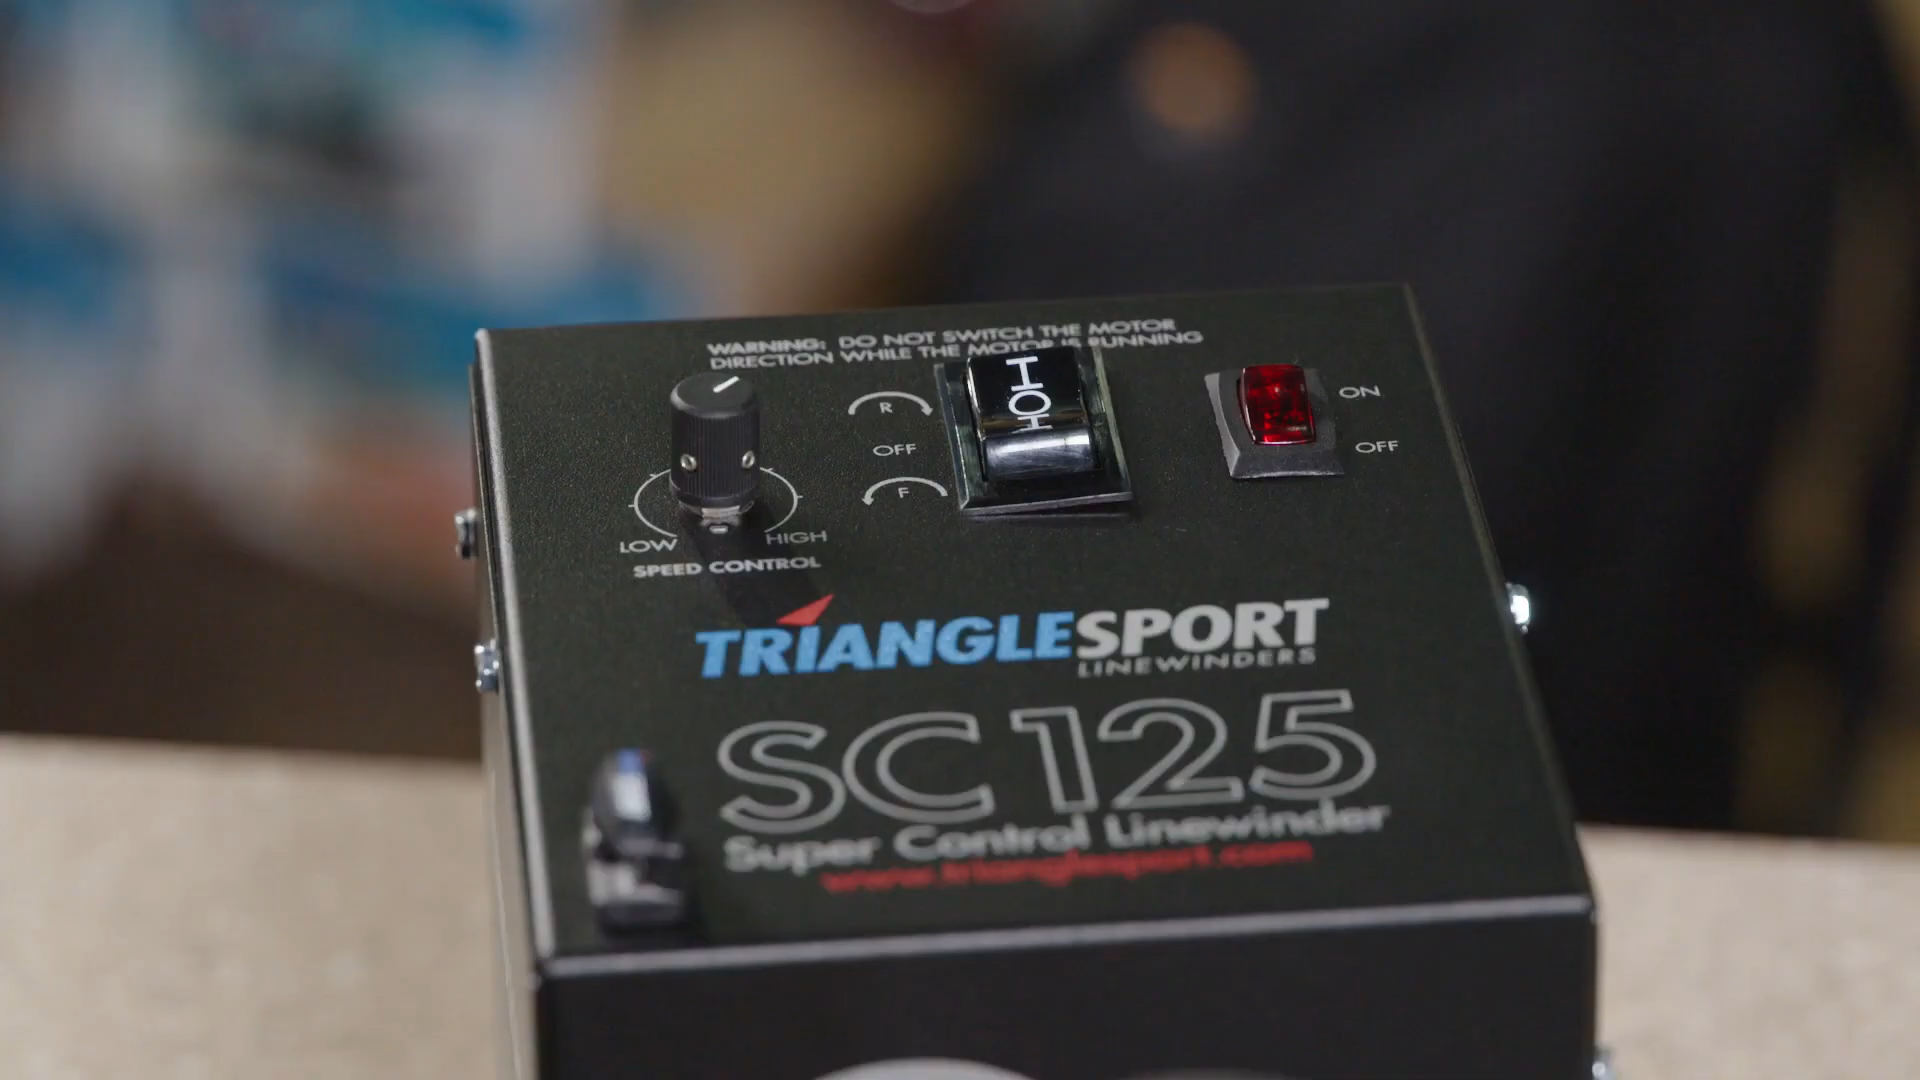 WARNING: DO NOT SWITCH THE MOTOR
DIRECTION WHILE THE MOTOR IS RUNNING
R
OFF
F
ON
OFF
LOW HIGH
SPEED CONTROL
TRIANGLESPORT
LINEWINDERS
SC125
Super Control Linewinder
www.trianglesport.com